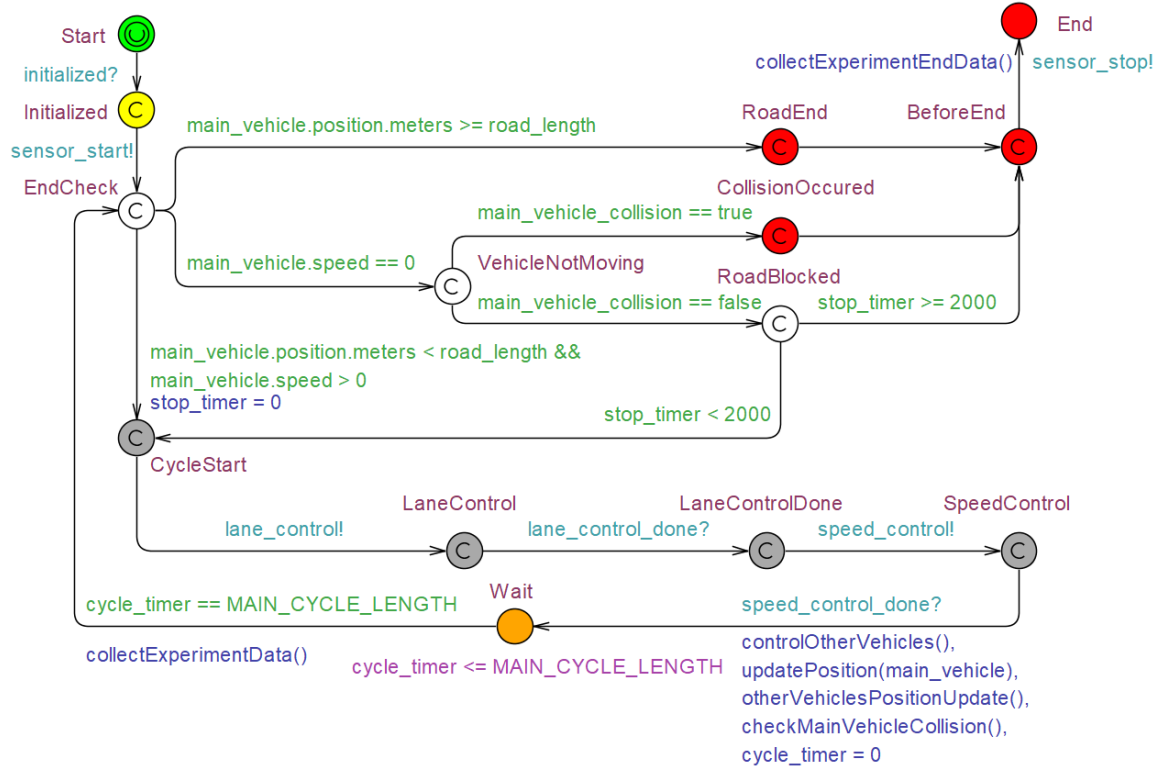 Start
End
initialized?
collectExperimentEndData()
sensor_stop!
Initialized
main_vehicle.position.meters >= road_length
RoadEnd
BeforeEnd
sensor_start!
EndCheck
CollisionOccured
main_vehicle_collision == true
main_vehicle.speed == 0
VehicleNotMoving
RoadBlocked
main_vehicle_collision == false
stop_timer >= 2000
main_vehicle.position.meters < road_length &&
main_vehicle.speed > 0
stop_timer = 0
stop_timer < 2000
CycleStart
LaneControl
LaneControlDone
SpeedControl
lane_control!
lane_control_done?
speed_control!
Wait
cycle_timer == MAIN_CYCLE_LENGTH
speed_control_done?
collectExperimentData()
cycle_timer <= MAIN_CYCLE_LENGTH
controlOtherVehicles(),
updatePosition(main_vehicle),
otherVehiclesPositionUpdate(),
checkMainVehicleCollision(),
cycle_timer = 0